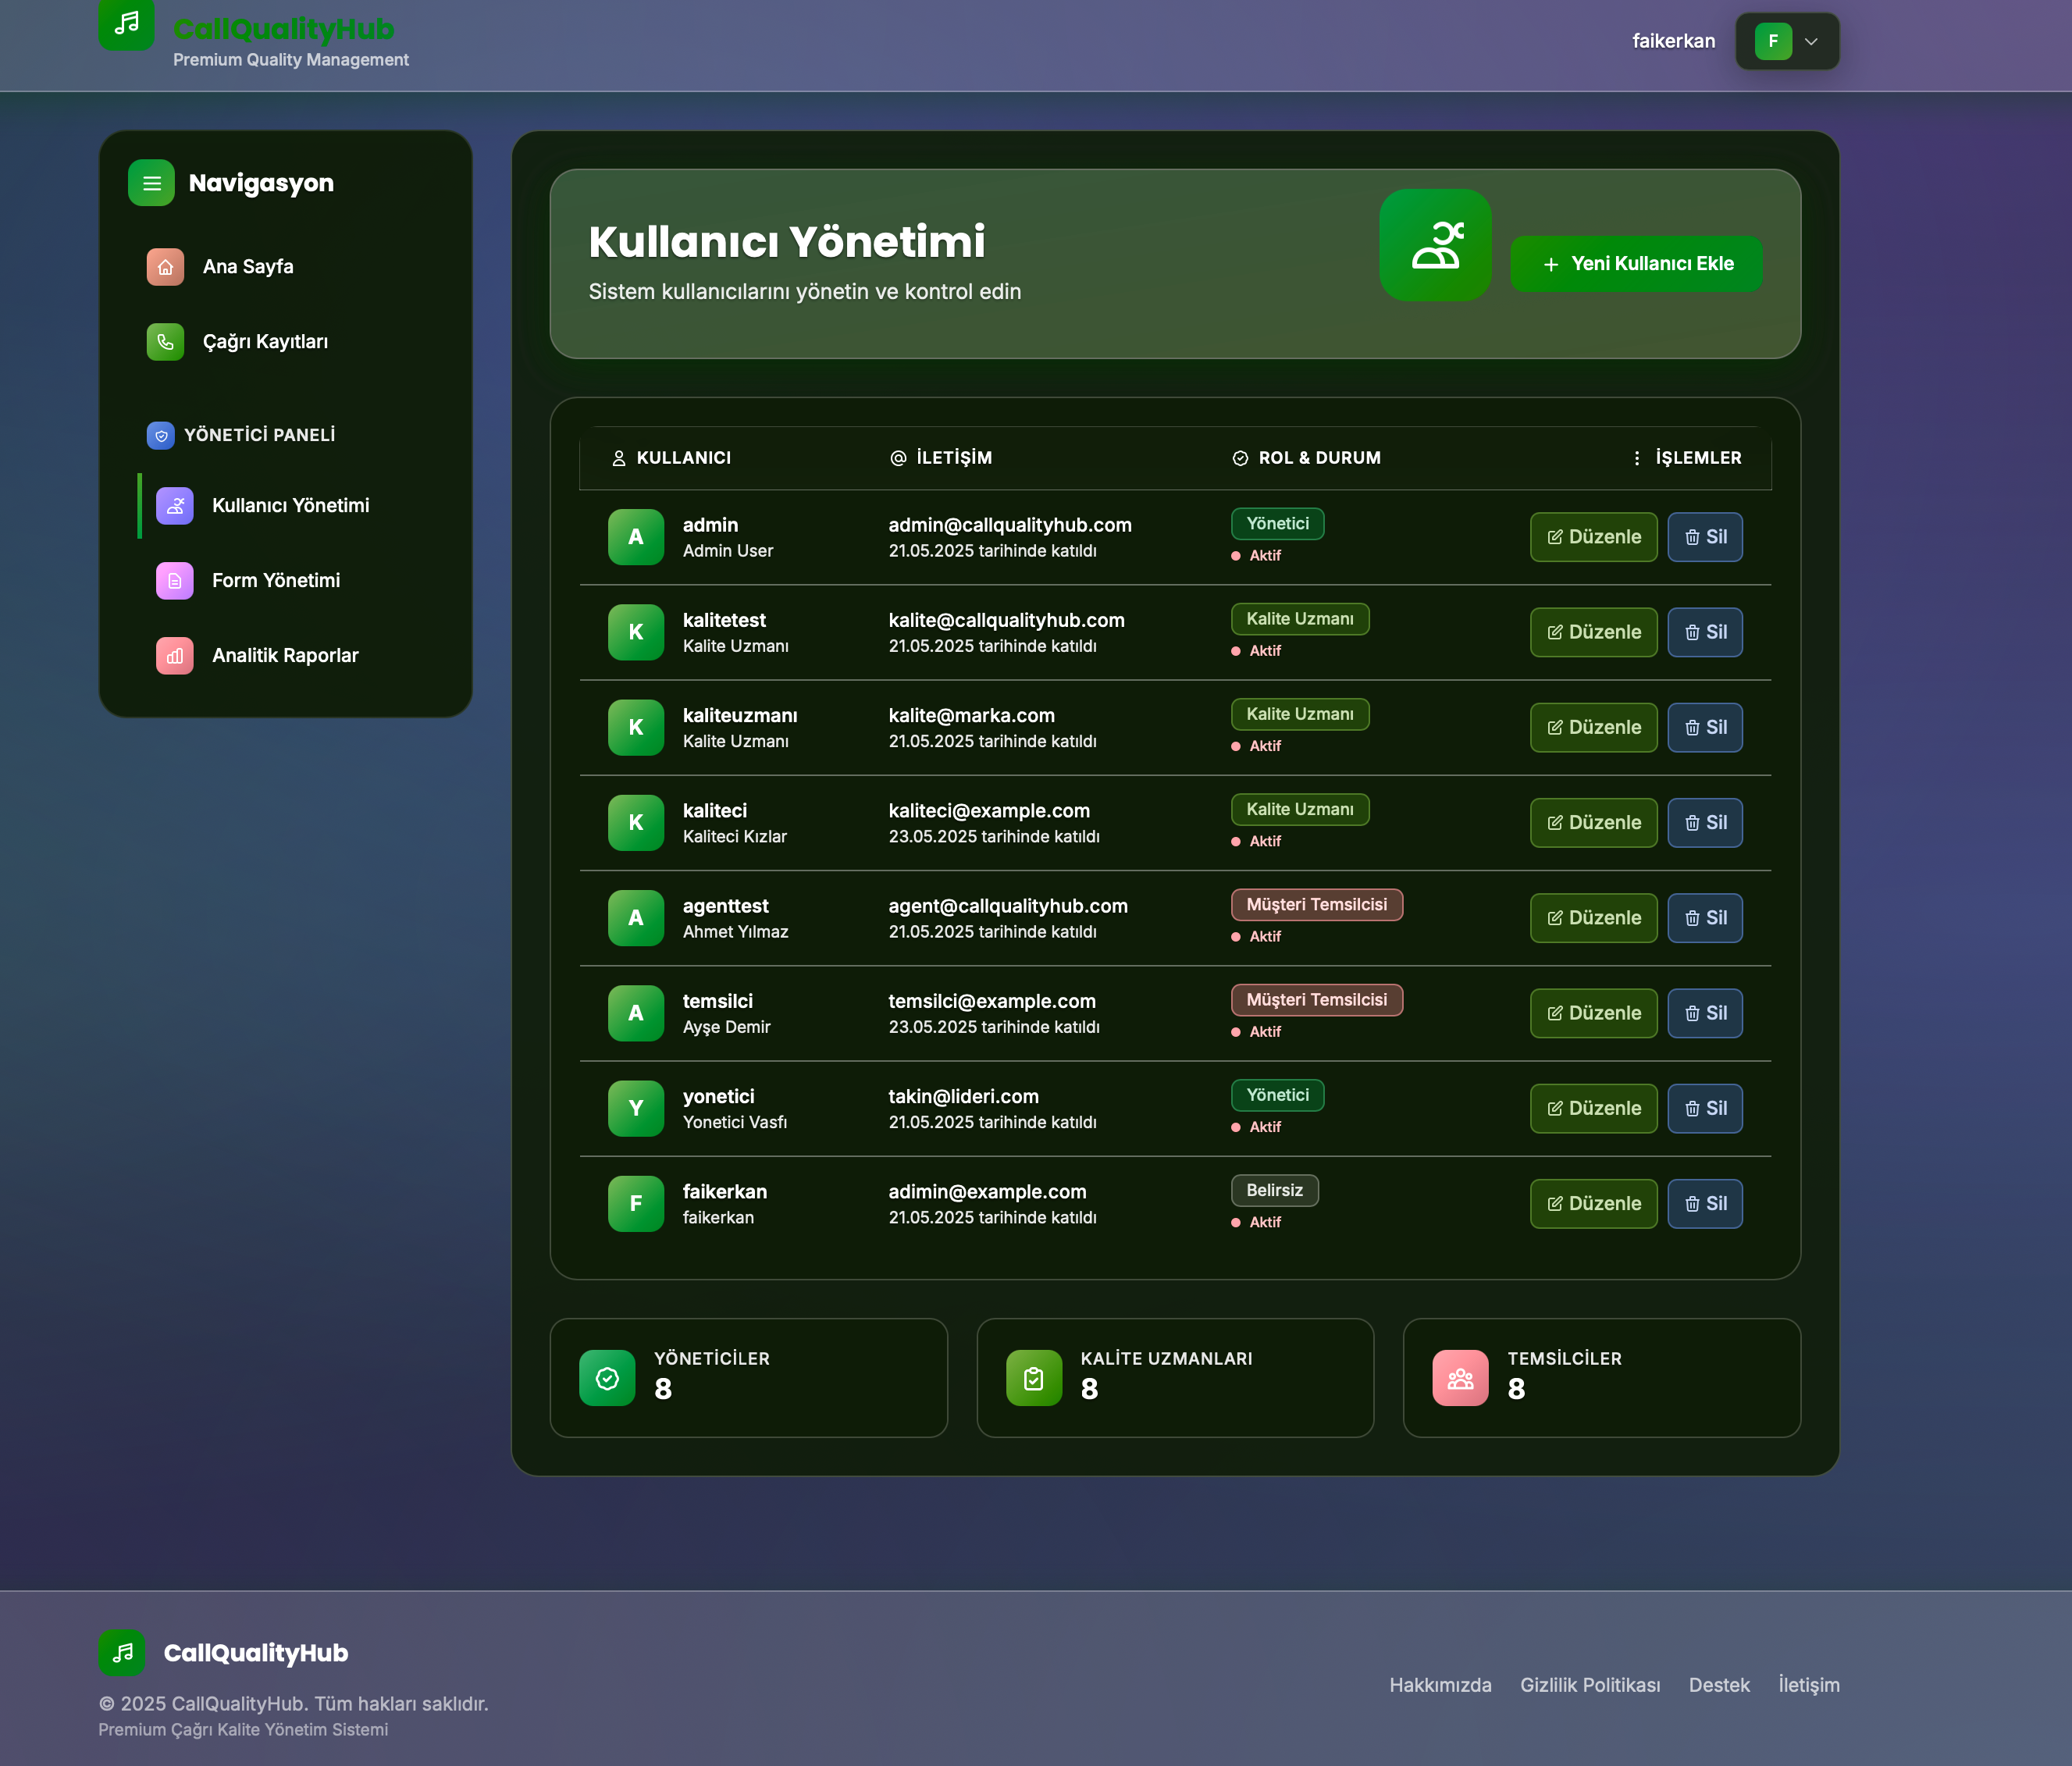 CallQualityHub
Premium Quality Management
faikerkan
F
Navigasyon
Ana Sayfa
Çağrı Kayıtları
YÖNETİCİ PANELİ
Kullanıcı Yönetimi
Form Yönetimi
Analitik Raporlar
Kullanıcı Yönetimi
Sistem kullanıcılarını yönetin ve kontrol edin
Yeni Kullanıcı Ekle
KULLANICI İLETİŞİM ROL & DURUM İŞLEMLER
A admin admin@callqualityhub.com Yönetici Düzenle Sil
Admin User 21.05.2025 tarihinde katıldı Aktif
K kalitetest kalite@callqualityhub.com Kalite Uzmanı Düzenle Sil
Kalite Uzmanı 21.05.2025 tarihinde katıldı Aktif
K kaliteuzmanı kalite@marka.com Kalite Uzmanı Düzenle Sil
Kalite Uzmanı 21.05.2025 tarihinde katıldı Aktif
K kaliteci kaliteci@example.com Kalite Uzmanı Düzenle Sil
Kaliteci Kızlar 23.05.2025 tarihinde katıldı Aktif
A agenttest agent@callqualityhub.com Müşteri Temsilcisi Düzenle Sil
Ahmet Yılmaz 21.05.2025 tarihinde katıldı Aktif
A temsilci temsilci@example.com Müşteri Temsilcisi Düzenle Sil
Ayşe Demir 23.05.2025 tarihinde katıldı Aktif
Y yonetici takin@lideri.com Yönetici Düzenle Sil
Yonetici Vasfı 21.05.2025 tarihinde katıldı Aktif
F faikerkan adimin@example.com Belirsiz Düzenle Sil
faikerkan 21.05.2025 tarihinde katıldı Aktif
YÖNETİCİLER
8
KALİTE UZMANLARI
8
TEMSİLCİLER
8
CallQualityHub
© 2025 CallQualityHub. Tüm hakları saklıdır.
Premium Çağrı Kalite Yönetim Sistemi
Hakkımızda Gizlilik Politikası Destek İletişim